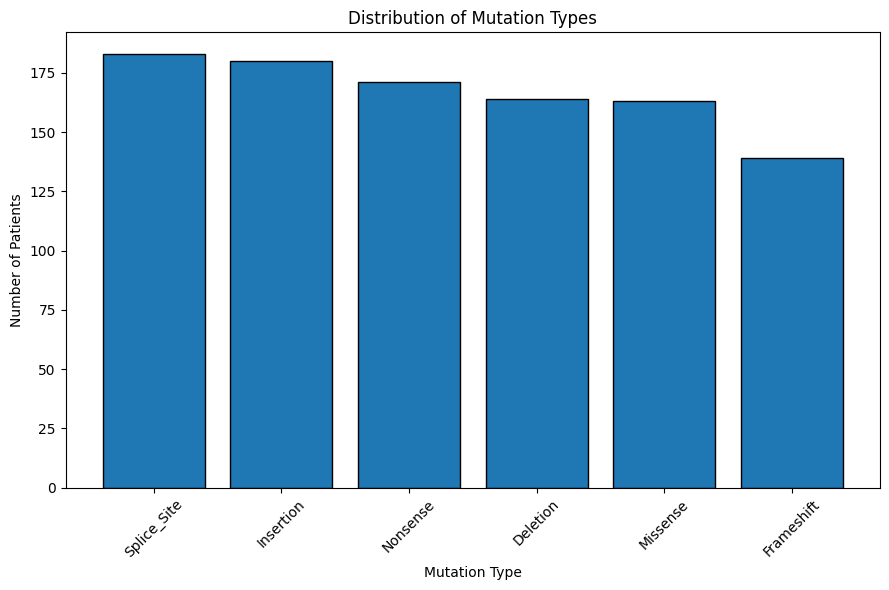 Distribution of Mutation Types
Number of Patients
175
150
125
100
75
50
25
0
Splice_Site
Insertion
Nonsense
Deletion
Missense
Frameshift
Mutation Type